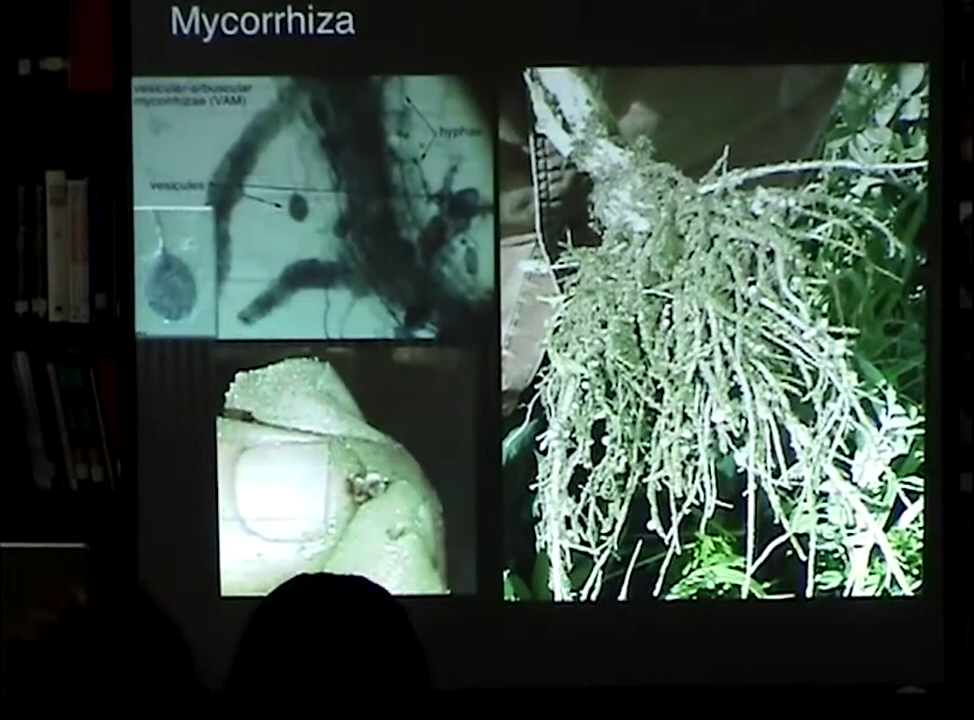 Mycorrhiza
vesicular-arbuscular
mycorrhizae (VAM)
hyphae
vesicules